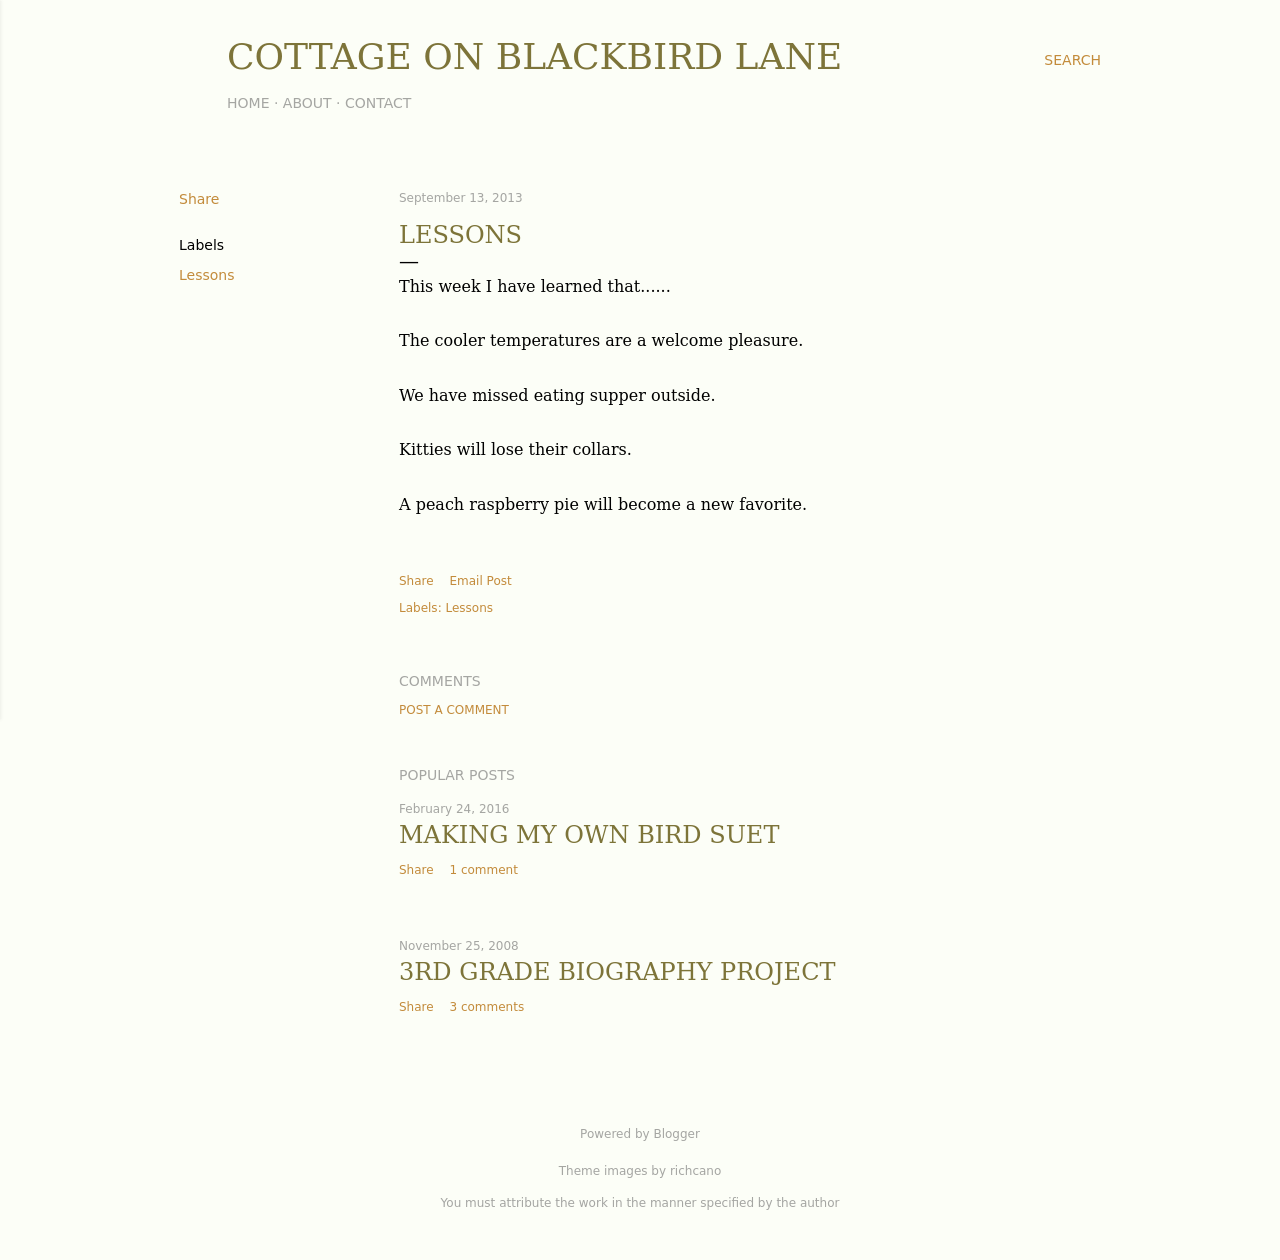 COTTAGE ON BLACKBIRD LANE
SEARCH
HOME · ABOUT · CONTACT
Share
Labels
Lessons
September 13, 2013
LESSONS
This week I have learned that......
The cooler temperatures are a welcome pleasure.
We have missed eating supper outside.
Kitties will lose their collars.
A peach raspberry pie will become a new favorite.
Share Email Post
Labels: Lessons
COMMENTS
POST A COMMENT
POPULAR POSTS
February 24, 2016
MAKING MY OWN BIRD SUET
Share 1 comment
November 25, 2008
3RD GRADE BIOGRAPHY PROJECT
Share 3 comments
Powered by Blogger
Theme images by richcano
You must attribute the work in the manner specified by the author